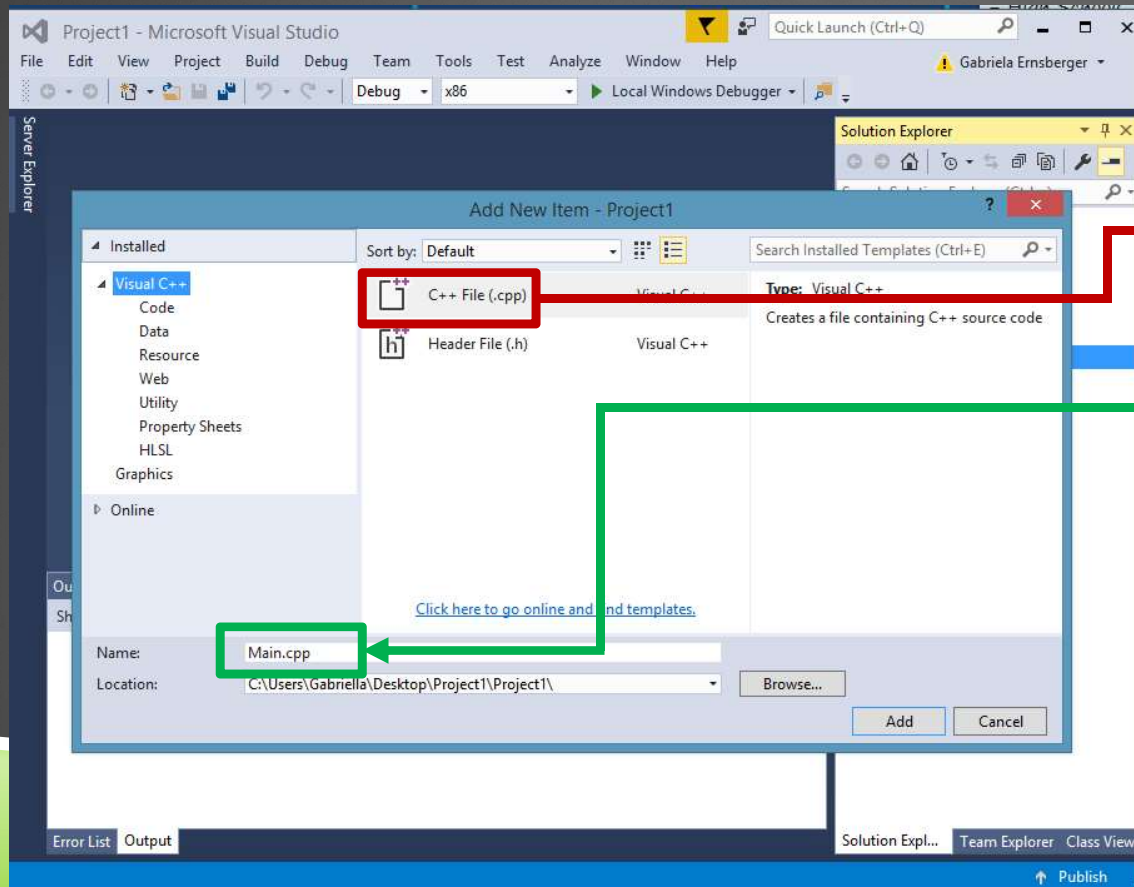 Project1 - Microsoft Visual Studio
Quick Launch (Ctrl+Q)
File Edit View Project Build Debug Team Tools Test Analyze Window Help
Gabriela Ernsberger
Debug x86 Local Windows Debugger
Server Explorer
Solution Explorer
Add New Item - Project1 ?
Installed
Sort by: Default
Search Installed Templates (Ctrl+E)
Visual C++
Code
Data
Resource
Web
Utility
Property Sheets
HLSL
Graphics
Online
C++ File (.cpp)
Header File (.h) Visual C++
Type: Visual C++
Creates a file containing C++ source code
Click here to go online and find templates.
Ou
Sh
Name: Main.cpp
Location: C:\Users\Gabriella\Desktop\Project1\Project1\
Browse...
Add Cancel
Error List Output
Solution Expl... Team Explorer Class View
Publish